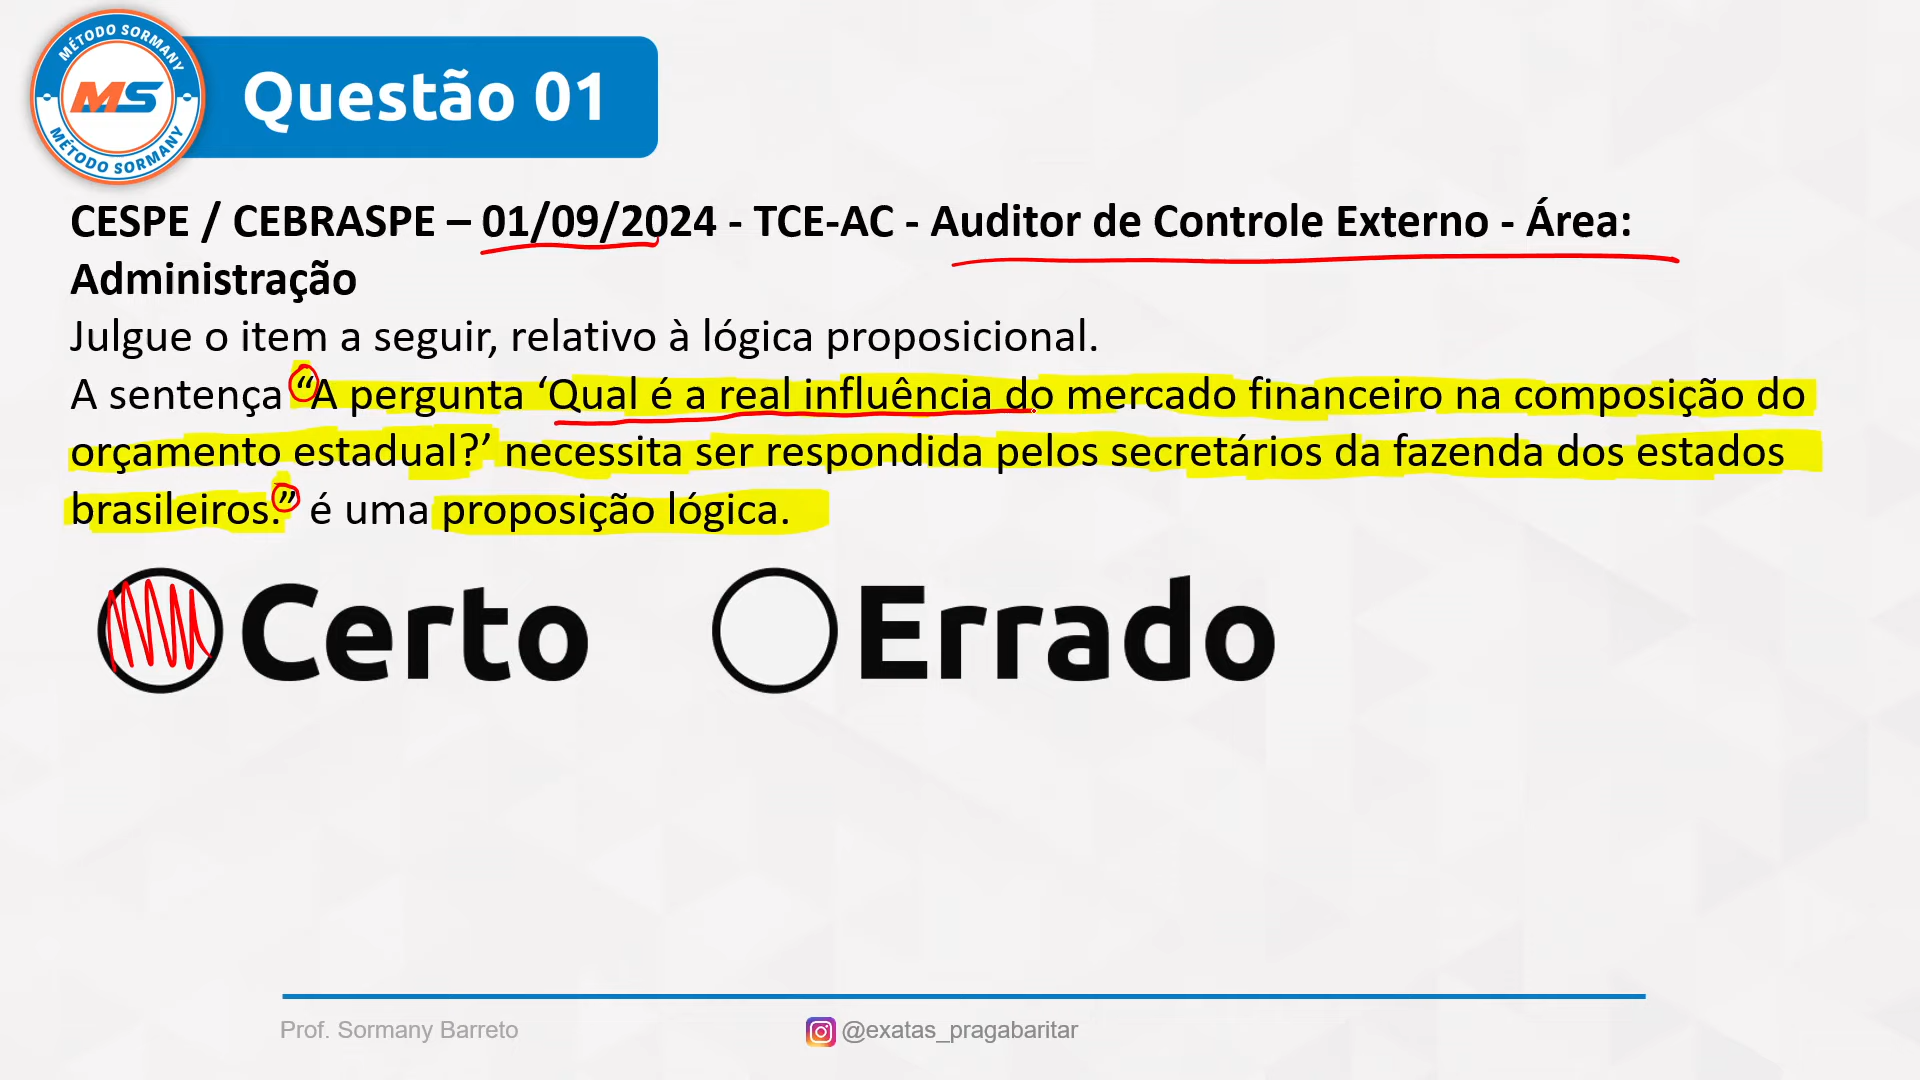 MÉTODO SORMANY
MS
MÉTODO SORMANY
Questão 01
CESPE / CEBRASPE – 01/09/2024 - TCE-AC - Auditor de Controle Externo - Área:
Administração
Julgue o item a seguir, relativo à lógica proposicional.
A sentença “A pergunta ‘Qual é a real influência do mercado financeiro na composição do
orçamento estadual?’ necessita ser respondida pelos secretários da fazenda dos estados
brasileiros.” é uma proposição lógica.
Certo Errado
Prof. Sormany Barreto @exatas_pragabaritar